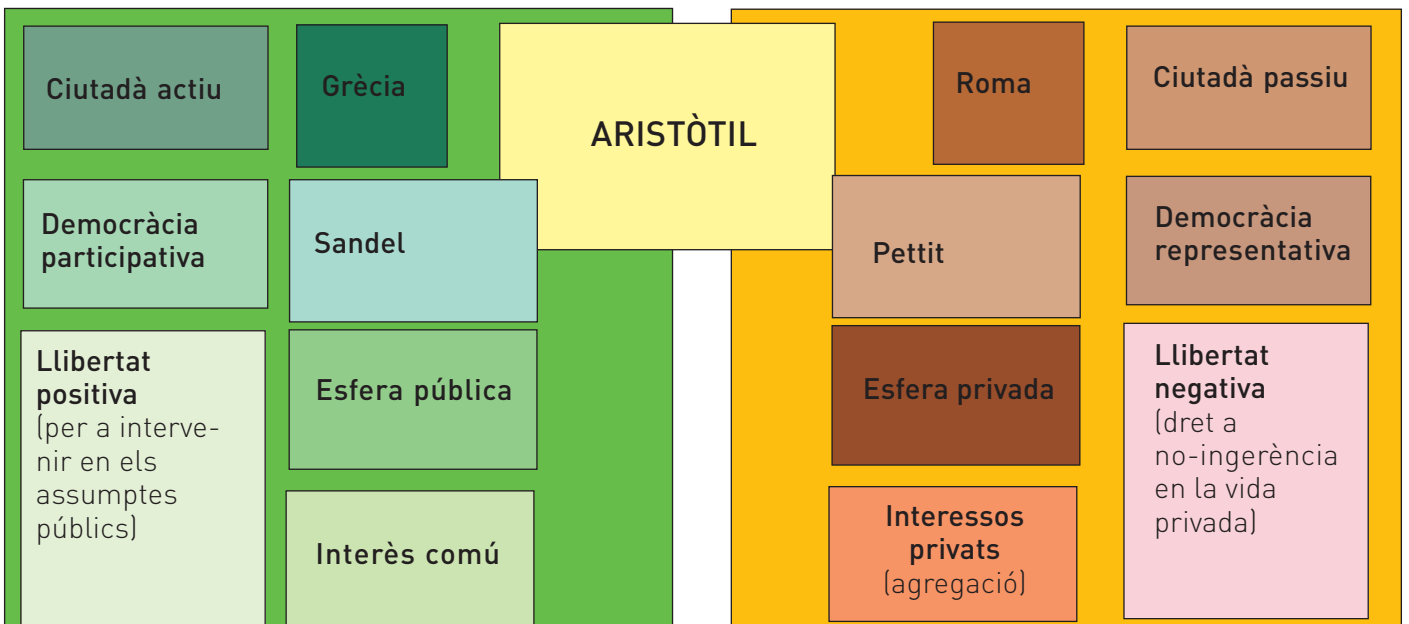 Ciutadà actiu
Grècia
ARISTÒTIL
Roma
Ciutadà passiu
Democràcia
participativa
Sandel
Pettit
Democràcia
representativa
Llibertat
positiva
(per a interve-
nir en els
assumptes
públics)
Esfera pública
Esfera privada
Llibertat
negativa
(dret a
no-ingerència
en la vida
privada)
Interès comú
Interessos
privats
(agregació)